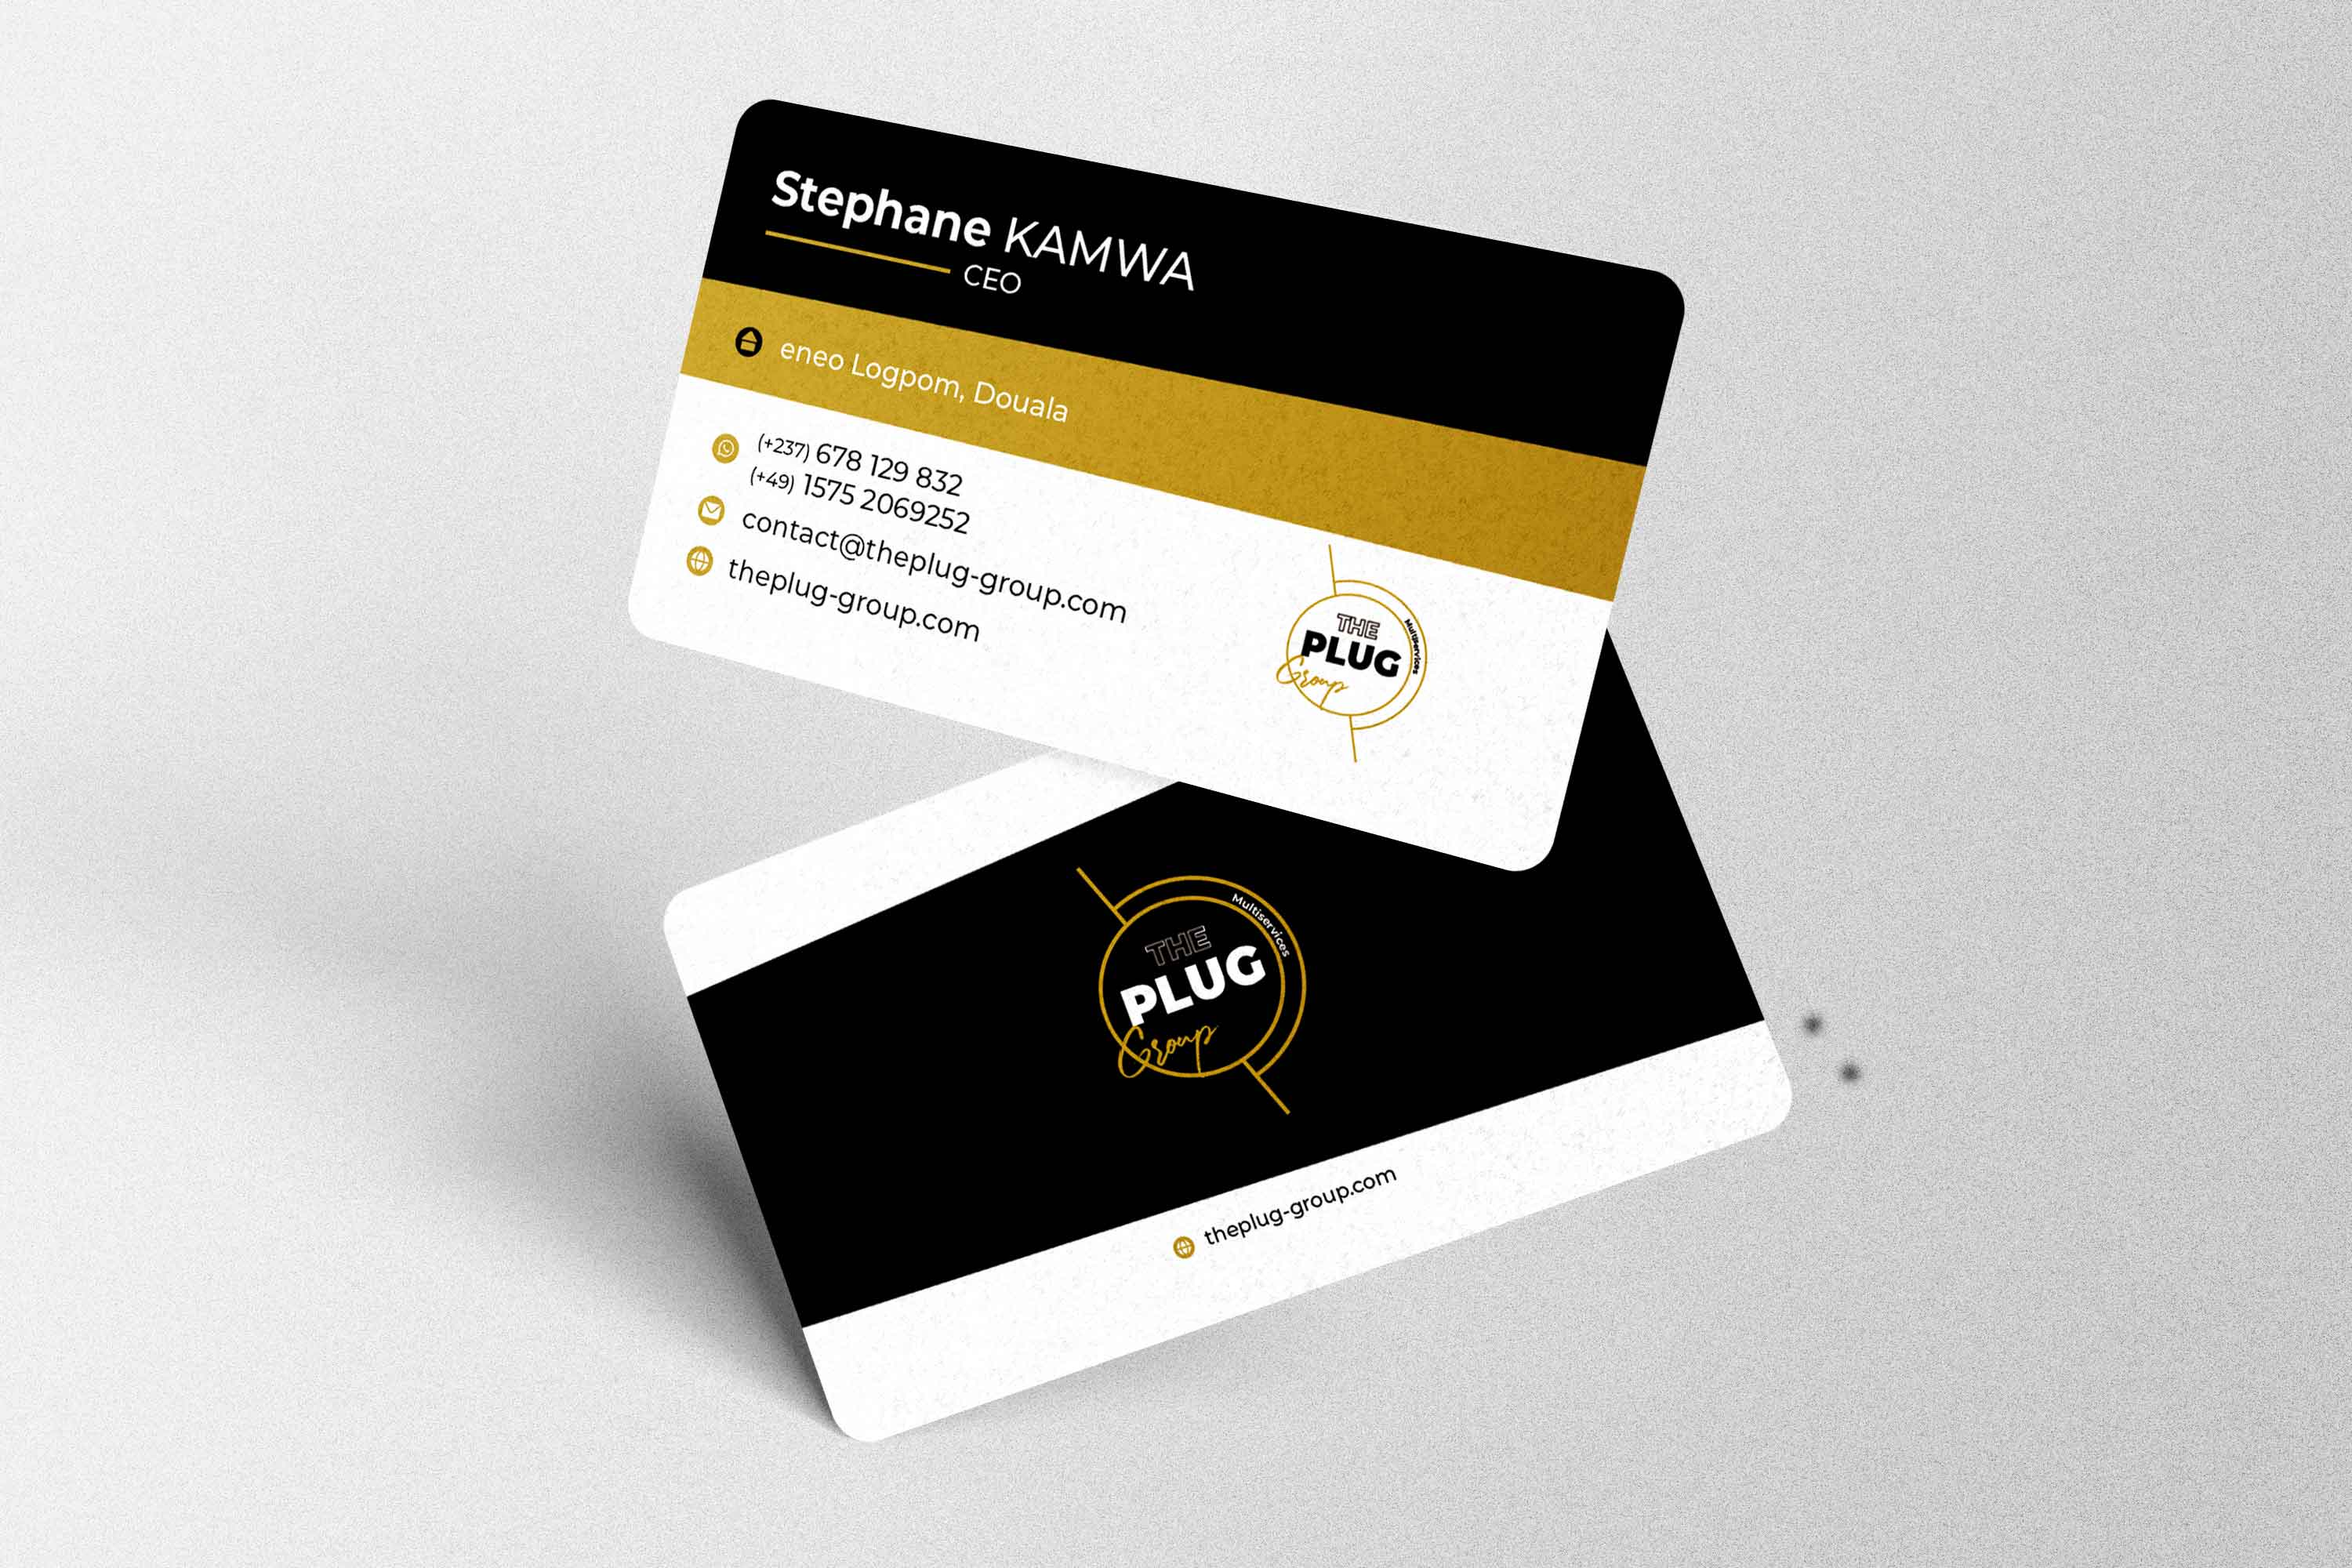 Stephane KAMWA
CEO
eneo Logpom, Douala
(+237) 678 129 832
(+49) 1575 2069252
contact@theplug-group.com
theplug-group.com
THE
PLUG
Group
Multiservices
THE
PLUG
Group
Multiservices
theplug-group.com